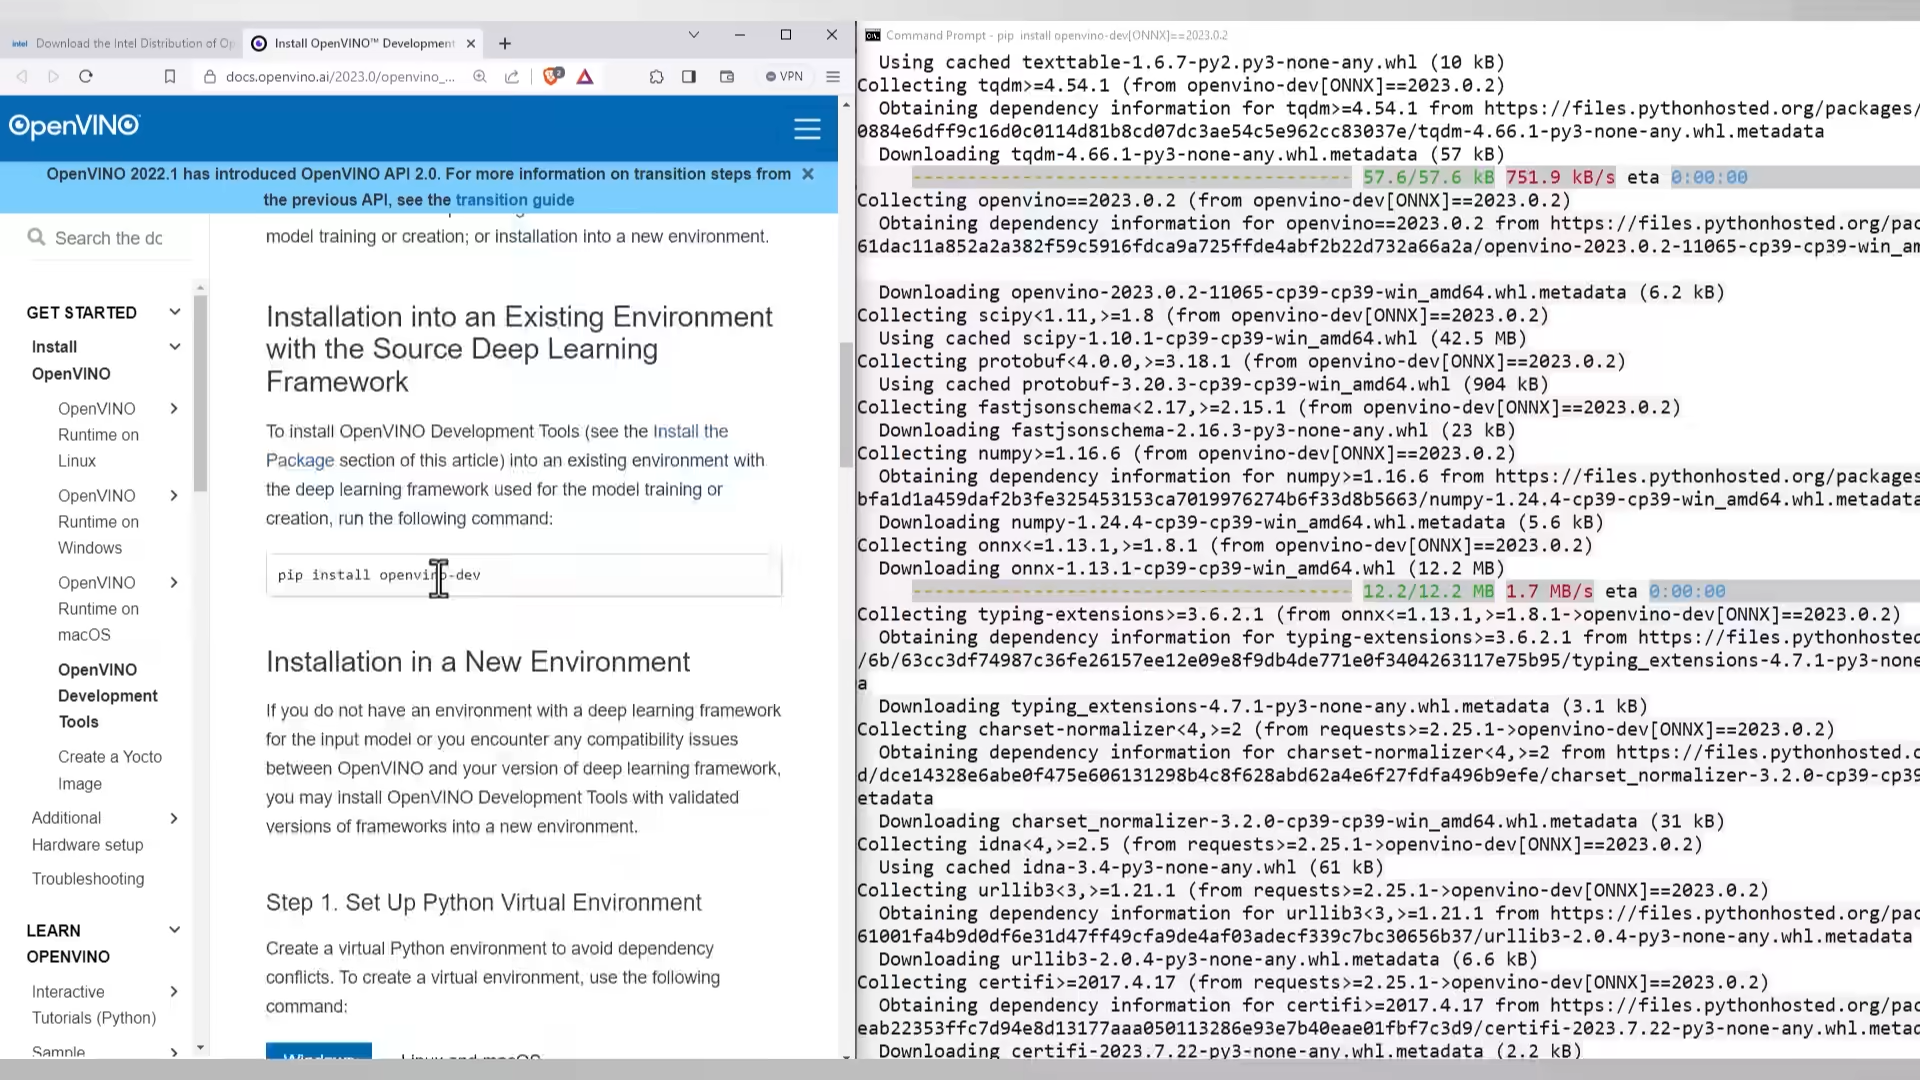 intel Download the Intel Distribution of Op
Install OpenVINO™ Development
docs.openvino.ai/2023.0/openvino_...
VPN
OpenVINO
OpenVINO 2022.1 has introduced OpenVINO API 2.0. For more information on transition steps from
the previous API, see the transition guide
Search the dc
GET STARTED
Install
OpenVINO
OpenVINO
Runtime on
Linux
OpenVINO
Runtime on
Windows
OpenVINO
Runtime on
macOS
OpenVINO
Development
Tools
Create a Yocto
Image
Additional
Hardware setup
Troubleshooting
LEARN
OPENVINO
Interactive
Tutorials (Python)
Sample
model training or creation; or installation into a new environment.
Installation into an Existing Environment
with the Source Deep Learning
Framework
To install OpenVINO Development Tools (see the Install the
Package section of this article) into an existing environment with
the deep learning framework used for the model training or
creation, run the following command:
pip install openvino-dev
Installation in a New Environment
If you do not have an environment with a deep learning framework
for the input model or you encounter any compatibility issues
between OpenVINO and your version of deep learning framework,
you may install OpenVINO Development Tools with validated
versions of frameworks into a new environment.
Step 1. Set Up Python Virtual Environment
Create a virtual Python environment to avoid dependency
conflicts. To create a virtual environment, use the following
command:
Windows Linux and macOS
Command Prompt - pip install openvino-dev[ONNX]==2023.0.2
Using cached texttable-1.6.7-py2.py3-none-any.whl (10 kB)
Collecting tqdm>=4.54.1 (from openvino-dev[ONNX]==2023.0.2)
Obtaining dependency information for tqdm>=4.54.1 from https://files.pythonhosted.org/packages/
0884e6dff9c16d0c0114d81b8cd07dc3ae54c5e962cc83037e/tqdm-4.66.1-py3-none-any.whl.metadata
Downloading tqdm-4.66.1-py3-none-any.whl.metadata (57 kB)
---------------------------------------- 57.6/57.6 kB 751.9 kB/s eta 0:00:00
Collecting openvino==2023.0.2 (from openvino-dev[ONNX]==2023.0.2)
Obtaining dependency information for openvino==2023.0.2 from https://files.pythonhosted.org/pac
61dac11a852a2a382f59c5916fdca9a725ffde4abf2b22d732a66a2a/openvino-2023.0.2-11065-cp39-cp39-win_am
Downloading openvino-2023.0.2-11065-cp39-cp39-win_amd64.whl.metadata (6.2 kB)
Collecting scipy<1.11,>=1.8 (from openvino-dev[ONNX]==2023.0.2)
Using cached scipy-1.10.1-cp39-cp39-win_amd64.whl (42.5 MB)
Collecting protobuf<4.0.0,>=3.18.1 (from openvino-dev[ONNX]==2023.0.2)
Using cached protobuf-3.20.3-cp39-cp39-win_amd64.whl (904 kB)
Collecting fastjsonschema<2.17,>=2.15.1 (from openvino-dev[ONNX]==2023.0.2)
Downloading fastjsonschema-2.16.3-py3-none-any.whl (23 kB)
Collecting numpy>=1.16.6 (from openvino-dev[ONNX]==2023.0.2)
Obtaining dependency information for numpy>=1.16.6 from https://files.pythonhosted.org/packages
bfa1d1a459daf2b3fe325453153ca7019976274b6f33d8b5663/numpy-1.24.4-cp39-cp39-win_amd64.whl.metadata
Downloading numpy-1.24.4-cp39-cp39-win_amd64.whl.metadata (5.6 kB)
Collecting onnx<=1.13.1,>=1.8.1 (from openvino-dev[ONNX]==2023.0.2)
Downloading onnx-1.13.1-cp39-cp39-win_amd64.whl (12.2 MB)
---------------------------------------- 12.2/12.2 MB 1.7 MB/s eta 0:00:00
Collecting typing-extensions>=3.6.2.1 (from onnx<=1.13.1,>=1.8.1->openvino-dev[ONNX]==2023.0.2)
Obtaining dependency information for typing-extensions>=3.6.2.1 from https://files.pythonhosted
/6b/63cc3df74987c36fe26157ee12e09e8f9db4de771e0f3404263117e75b95/typing_extensions-4.7.1-py3-none
a
Downloading typing_extensions-4.7.1-py3-none-any.whl.metadata (3.1 kB)
Collecting charset-normalizer<4,>=2 (from requests>=2.25.1->openvino-dev[ONNX]==2023.0.2)
Obtaining dependency information for charset-normalizer<4,>=2 from https://files.pythonhosted.o
d/dce14328e6abe0f475e606131298b4c8f628abd62a4e6f27fdfa496b9efe/charset_normalizer-3.2.0-cp39-cp39
etadata
Downloading charset_normalizer-3.2.0-cp39-cp39-win_amd64.whl.metadata (31 kB)
Collecting idna<4,>=2.5 (from requests>=2.25.1->openvino-dev[ONNX]==2023.0.2)
Using cached idna-3.4-py3-none-any.whl (61 kB)
Collecting urllib3<3,>=1.21.1 (from requests>=2.25.1->openvino-dev[ONNX]==2023.0.2)
Obtaining dependency information for urllib3<3,>=1.21.1 from https://files.pythonhosted.org/pac
61001fa4b9d0df6e31d47ff49cfa9de4af03adecf339c7bc30656b37/urllib3-2.0.4-py3-none-any.whl.metadata
Downloading urllib3-2.0.4-py3-none-any.whl.metadata (6.6 kB)
Collecting certifi>=2017.4.17 (from requests>=2.25.1->openvino-dev[ONNX]==2023.0.2)
Obtaining dependency information for certifi>=2017.4.17 from https://files.pythonhosted.org/pac
eab22353ffc7d94e8d13177aaa050113286e93e7b40eae01fbf7c3d9/certifi-2023.7.22-py3-none-any.whl.metad
Downloading certifi-2023.7.22-py3-none-any.whl.metadata (2.2 kB)